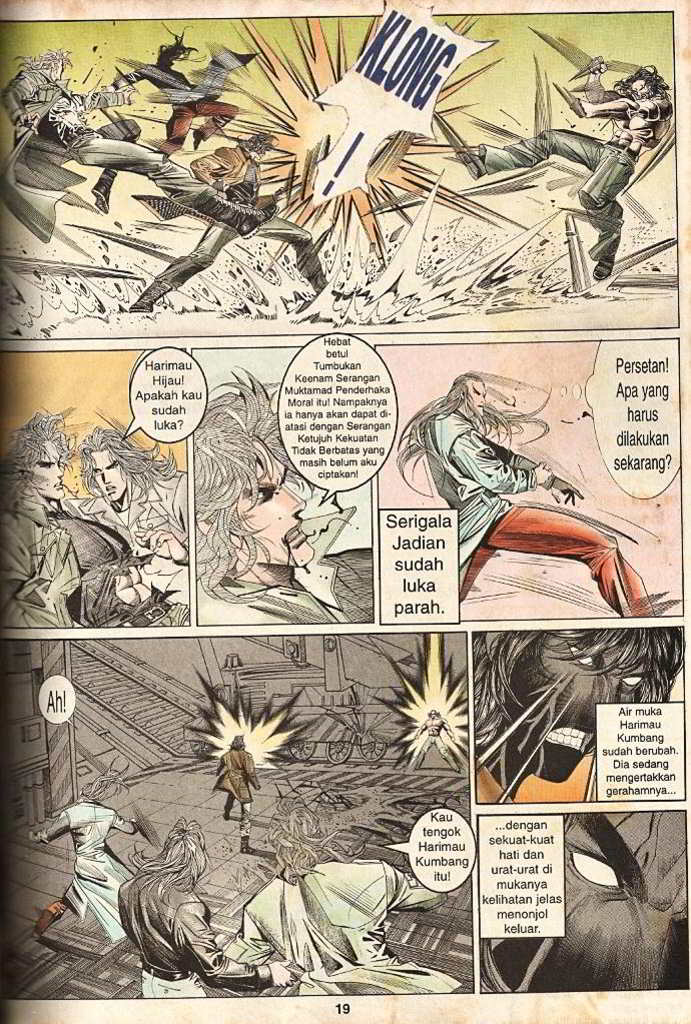 KLONG
!
Harimau
Hijau!
Apakah kau
sudah
luka?
Hebat
betul
Tumbukan
Keenam Serangan
Muktamad Penderhaka
Moral itu! Nampaknya
ia hanya akan dapat di-
atasi dengan Serangan
Ketujuh Kekuatan
Tidak Berbatas yang
masih belum aku
ciptakan!
Persetan!
Apa yang
harus
dilakukan
sekarang?
Serigala
Jadian
sudah
luka
parah.
Ah!
Kau
tengok
Harimau
Kumbang
itu!
Air muka
Harimau
Kumbang
sudah berubah.
Dia sedang
mengertakkan
gerahamnya...
...dengan
sekuat-kuat
hati dan
urat-urat di
mukanya
kelihatan jelas
menonjol
keluar.
19